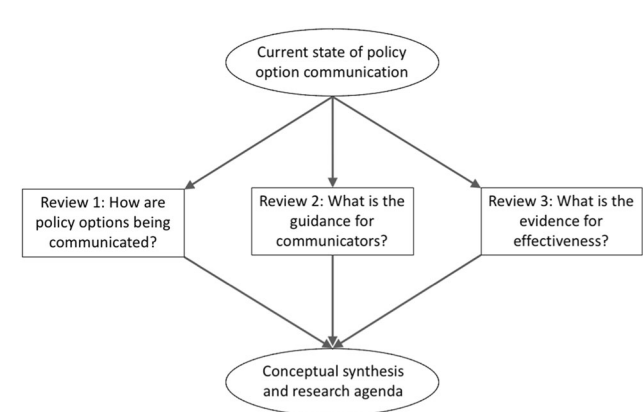 Current state of policy
option communication
Review 1: How are
policy options being
communicated?
Review 2: What is the
guidance for
communicators?
Review 3: What is the
evidence for
effectiveness?
Conceptual synthesis
and research agenda